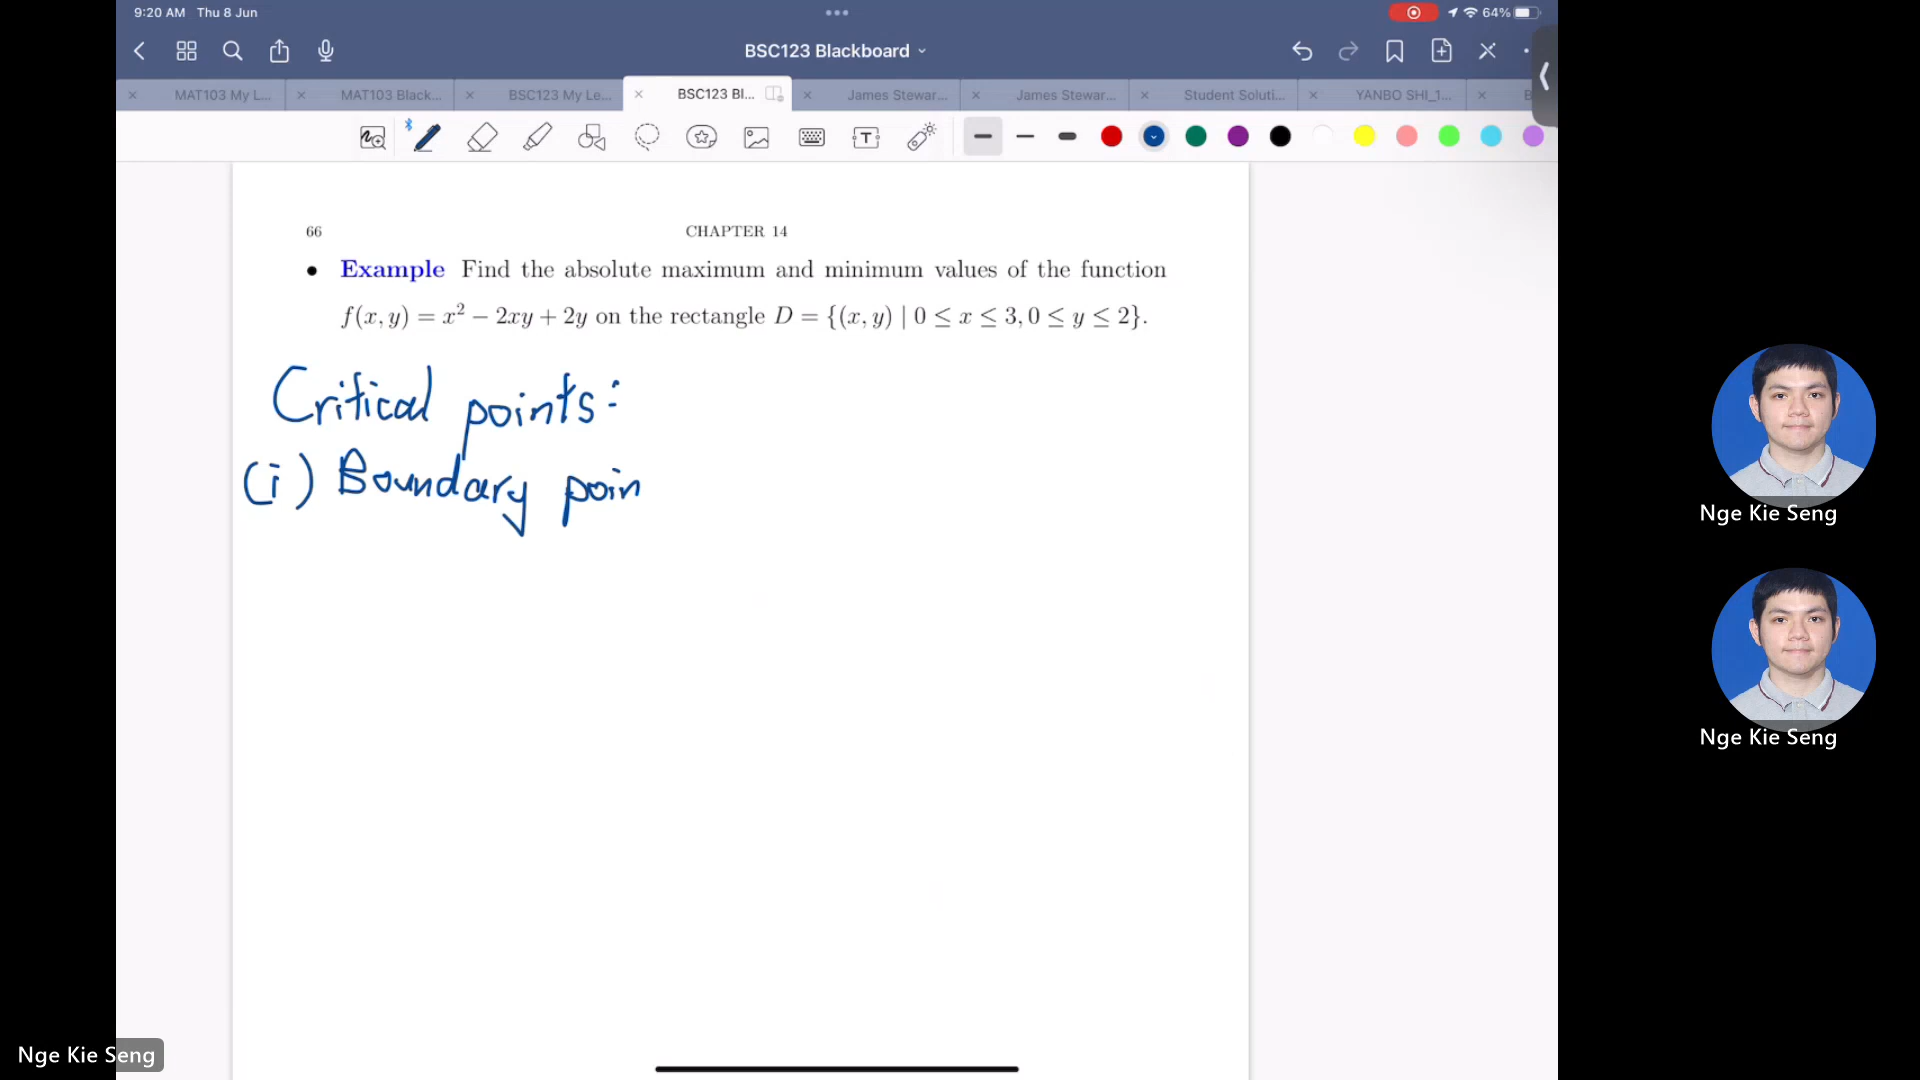 9:20 AM Thu 8 Jun
64%
BSC123 Blackboard
MAT103 My L...
MAT103 Black...
BSC123 My Le...
BSC123 Bl...
James Stewar...
James Stewar...
Student Soluti...
YANBO SHI_1...
B
66 CHAPTER 14
• Example Find the absolute maximum and minimum values of the function
f(x, y) = x² − 2xy + 2y on the rectangle D = {(x, y) | 0 ≤ x ≤ 3, 0 ≤ y ≤ 2}.
Critical points:
(i) Boundary poin
Nge Kie Seng
Nge Kie Seng
Nge Kie Seng